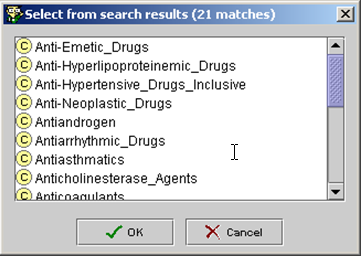 Select from search results (21 matches)
C Anti-Emetic_Drugs
C Anti-Hyperlipoproteinemic_Drugs
C Anti-Hypertensive_Drugs_Inclusive
C Anti-Neoplastic_Drugs
C Antiandrogen
C Antiarrhythmic_Drugs
C Antiasthmatics
C Anticholinesterase_Agents
C Anticoagulants
OK Cancel